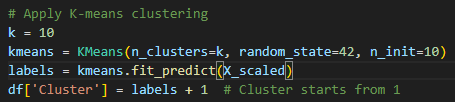 # Apply K-means clustering
k = 10
kmeans = KMeans(n_clusters=k, random_state=42, n_init=10)
labels = kmeans.fit_predict(X_scaled)
df['Cluster'] = labels + 1  # Cluster starts from 1